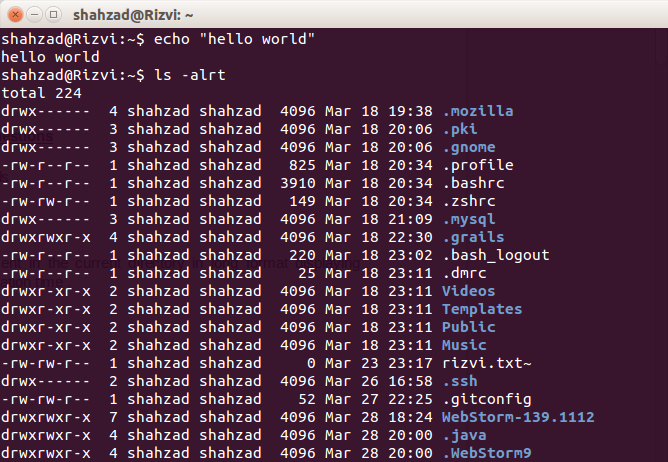 shahzad@Rizvi: ~
shahzad@Rizvi:~$ echo "hello world"
hello world
shahzad@Rizvi:~$ ls -alrt
total 224
drwx------  4 shahzad shahzad  4096 Mar 18 19:38 .mozilla
drwx------  3 shahzad shahzad  4096 Mar 18 20:06 .pki
drwx------  3 shahzad shahzad  4096 Mar 18 20:06 .gnome
-rw-r--r--  1 shahzad shahzad   825 Mar 18 20:34 .profile
-rw-r--r--  1 shahzad shahzad  3910 Mar 18 20:34 .bashrc
-rw-rw-r--  1 shahzad shahzad   149 Mar 18 20:34 .zshrc
drwx------  3 shahzad shahzad  4096 Mar 18 21:09 .mysql
drwxrwxr-x  4 shahzad shahzad  4096 Mar 18 22:30 .grails
-rw-r--r--  1 shahzad shahzad   220 Mar 18 23:02 .bash_logout
-rw-r--r--  1 shahzad shahzad    25 Mar 18 23:11 .dmrc
drwxr-xr-x  2 shahzad shahzad  4096 Mar 18 23:11 Videos
drwxr-xr-x  2 shahzad shahzad  4096 Mar 18 23:11 Templates
drwxr-xr-x  2 shahzad shahzad  4096 Mar 18 23:11 Public
drwxr-xr-x  2 shahzad shahzad  4096 Mar 18 23:11 Music
-rw-rw-r--  1 shahzad shahzad     0 Mar 23 23:17 rizvi.txt~
drwx------  2 shahzad shahzad  4096 Mar 26 16:58 .ssh
-rw-rw-r--  1 shahzad shahzad    52 Mar 27 22:25 .gitconfig
drwxrwxr-x  7 shahzad shahzad  4096 Mar 28 18:24 WebStorm-139.1112
drwxrwxr-x  4 shahzad shahzad  4096 Mar 28 20:00 .java
drwxrwxr-x  4 shahzad shahzad  4096 Mar 28 20:00 .WebStorm9